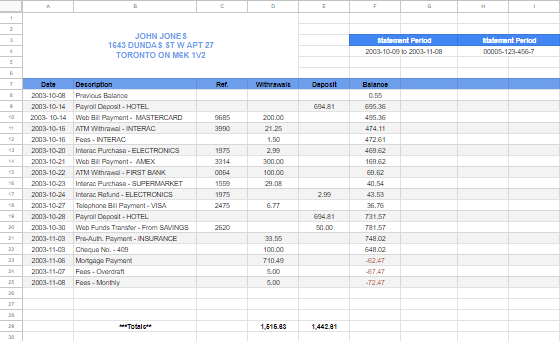 A B C D E F G H I
1
2
JOHN JONES
3 Statement Period Statement Period
1643 DUNDAS ST W APT 27
4 2003-10-09 to 2003-11-08 00005-123-456-7
TORONTO ON M6K 1V2
5
6
7 Date Description Ref. Withdrawals Deposit Balance
8 2003-10-08 Previous Balance 0.55
9 2003-10-14 Payroll Deposit - HOTEL 694.81 695.36
10 2003- 10-14 Web Bill Payment - MASTERCARD 9685 200.00 495.36
11 2003-10-16 ATM Withdrawal - INTERAC 3990 21.25 474.11
12 2003-10-16 Fees - INTERAC 1.50 472.61
13 2003-10-20 Interac Purchase - ELECTRONICS 1975 2.99 469.62
14 2003-10-21 Web Bill Payment - AMEX 3314 300.00 169.62
15 2003-10-22 ATM Withdrawal - FIRST BANK 0064 100.00 69.62
16 2003-10-23 Interac Purchase - SUPERMARKET 1559 29.08 40.54
17 2003-10-24 Interac Refund - ELECTRONICS 1975 2.99 43.53
18 2003-10-27 Telephone Bill Payment - VISA 2475 6.77 36.76
19 2003-10-28 Payroll Deposit - HOTEL 694.81 731.57
20 2003-10-30 Web Funds Transfer - From SAVINGS 2620 50.00 781.57
21 2003-11-03 Pre-Auth. Payment - INSURANCE 33.55 748.02
22 2003-11-03 Cheque No. - 409 100.00 648.02
23 2003-11-06 Mortgage Payment 710.49 -62.47
24 2003-11-07 Fees - Overdraft 5.00 -67.47
25 2003-11-08 Fees - Monthly 5.00 -72.47
26
27
28
29 ***Totals** 1,515.63 1,442.61
30